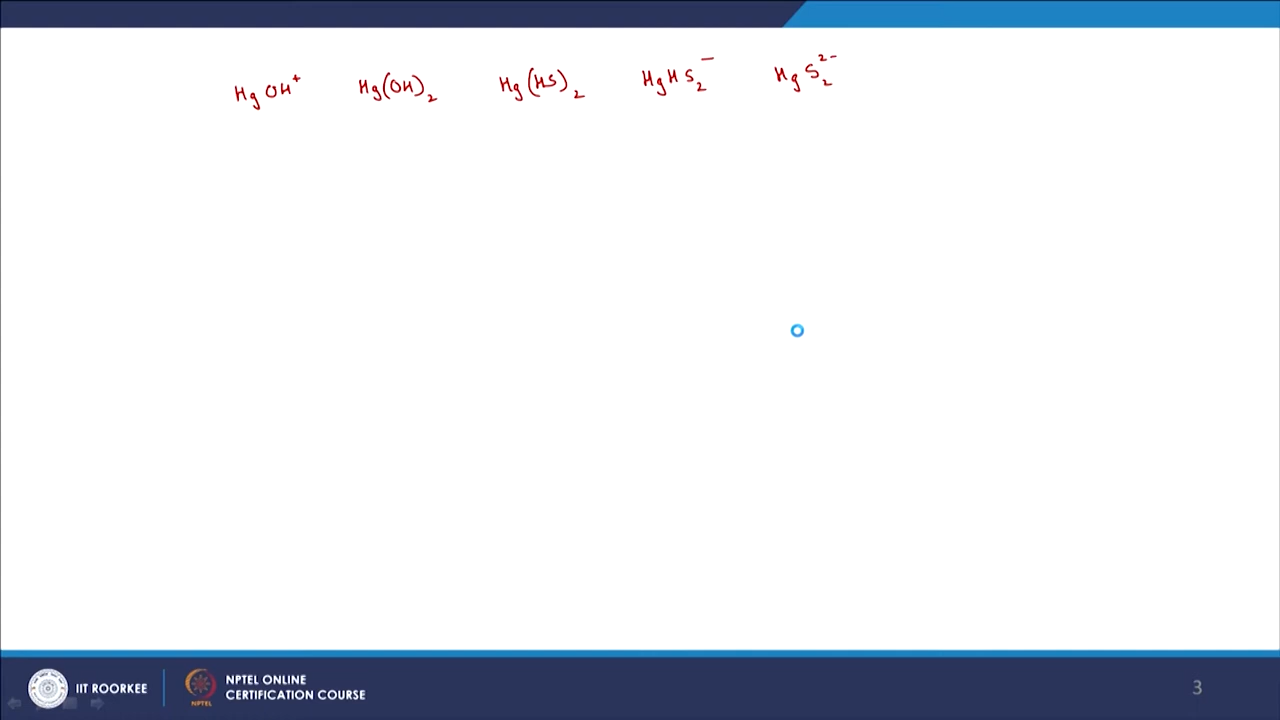 HgOH⁺ Hg(OH)₂ Hg(HS)₂ HgHS₂⁻ HgS₂²⁻
IIT ROORKEE
NPTEL ONLINE
CERTIFICATION COURSE
3